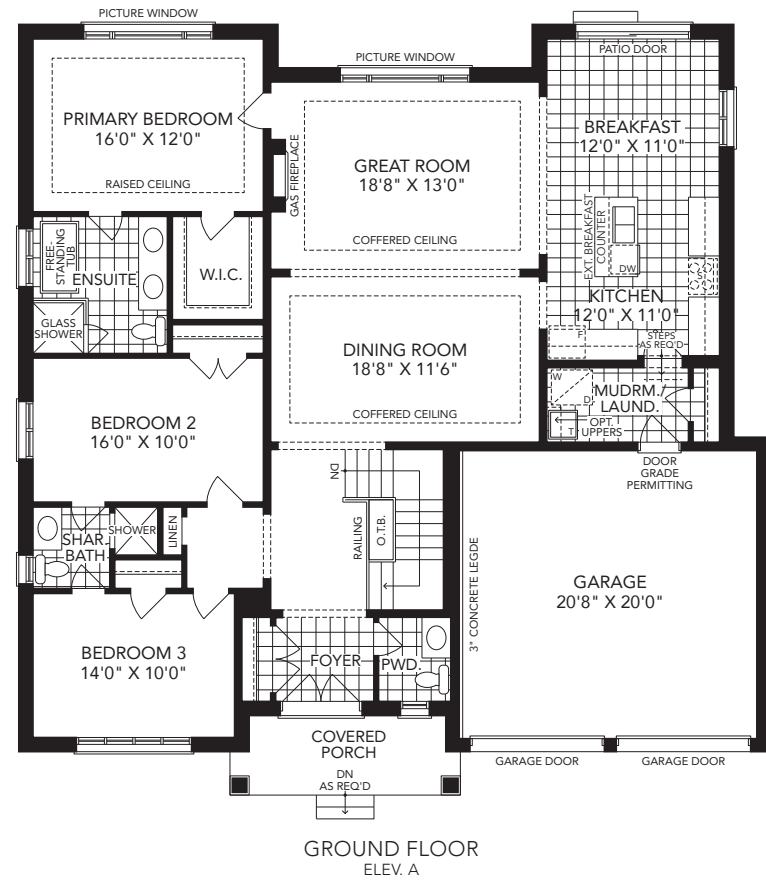 PICTURE WINDOW
PICTURE WINDOW
PATIO DOOR
PRIMARY BEDROOM
16'0" X 12'0"
RAISED CEILING
GAS FIREPLACE
GREAT ROOM
18'8" X 13'0"
COFFERED CEILING
BREAKFAST
12'0" X 11'0"
EXT. BREAKFAST
COUNTER
DW
S
KITCHEN
12'0" X 11'0"
F
STEPS
AS REQ'D
FREE-
STANDING
TUB
ENSUITE
GLASS
SHOWER
W.I.C.
DINING ROOM
18'8" X 11'6"
COFFERED CEILING
W
D
MUDRM./
LAUND.
OPT.
UPPERS
T
DOOR
GRADE
PERMITTING
BEDROOM 2
16'0" X 10'0"
DN
RAILING
O.T.B.
SHAR.
BATH
SHOWER
LINEN
3" CONCRETE LEGDE
GARAGE
20'8" X 20'0"
BEDROOM 3
14'0" X 10'0"
FOYER
PWD.
COVERED
PORCH
DN
AS REQ'D
GARAGE DOOR
GARAGE DOOR
GROUND FLOOR
ELEV. A